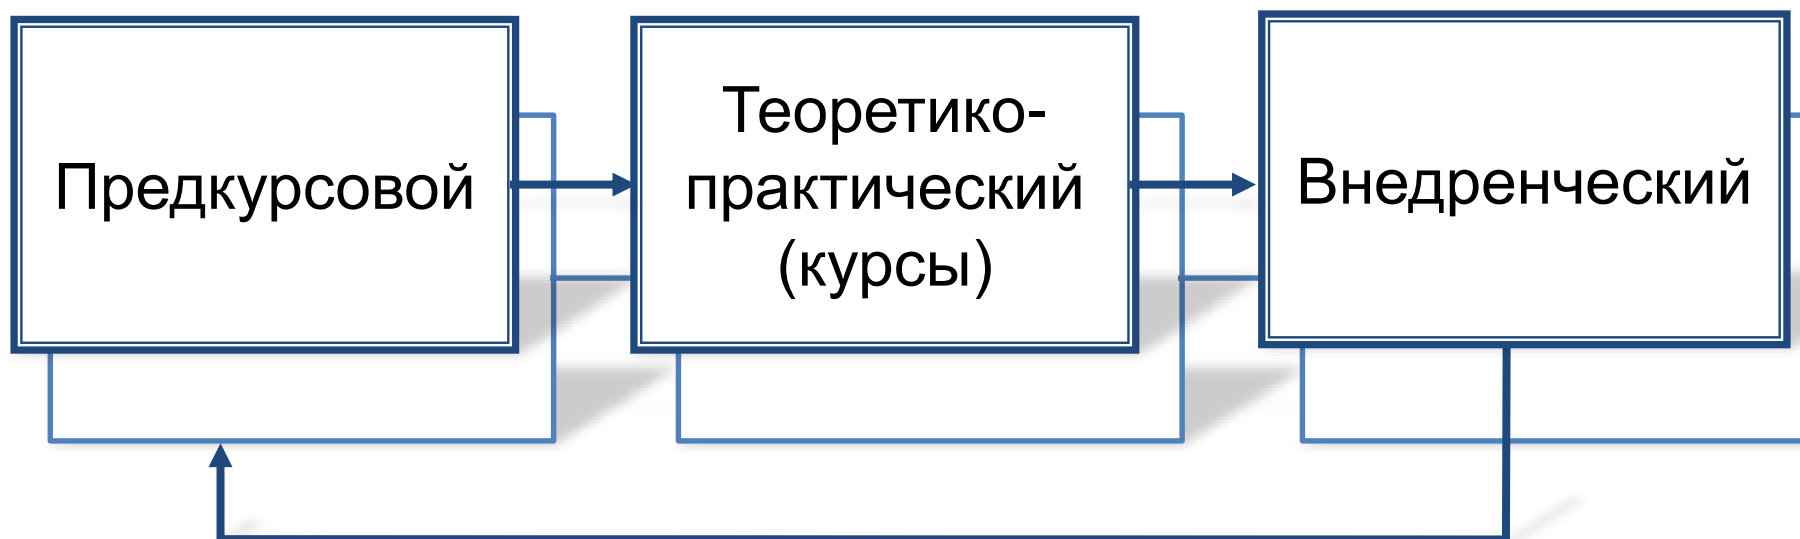 Предкурсовой
Теоретико-
практический
(курсы)
Внедренческий